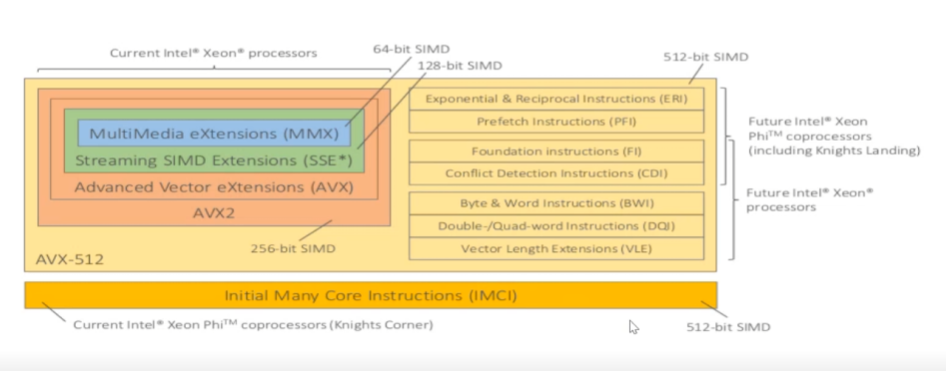 Current Intel® Xeon® processors
64-bit SIMD
128-bit SIMD
512-bit SIMD
MultiMedia eXtensions (MMX)
Streaming SIMD Extensions (SSE*)
Advanced Vector eXtensions (AVX)
AVX2
256-bit SIMD
AVX-512
Exponential & Reciprocal Instructions (ERI)
Prefetch Instructions (PFI)
Foundation instructions (FI)
Conflict Detection Instructions (CDI)
Byte & Word Instructions (BWI)
Double-/Quad-word Instructions (DQI)
Vector Length Extensions (VLE)
Future Intel® Xeon
Phi™ coprocessors
(including Knights Landing)
Future Intel® Xeon®
processors
Initial Many Core Instructions (IMCI)
Current Intel® Xeon Phi™ coprocessors (Knights Corner)
512-bit SIMD